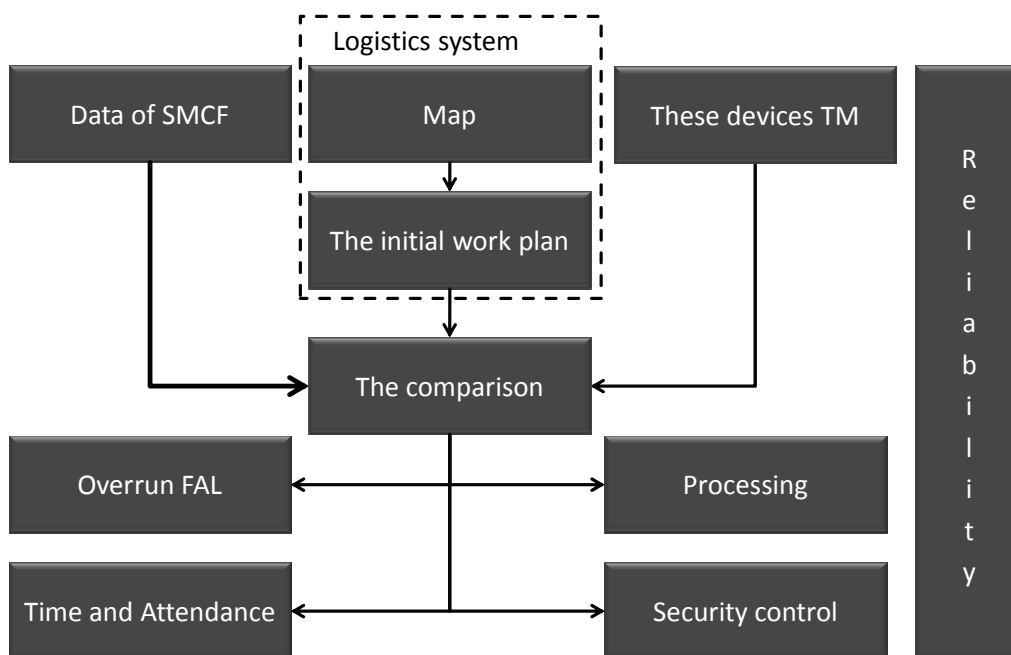 Logistics system
Data of SMCF
Map
These devices TM
The initial work plan
The comparison
Overrun FAL
Processing
Time and Attendance
Security control
R
e
l
i
a
b
i
l
i
t
y